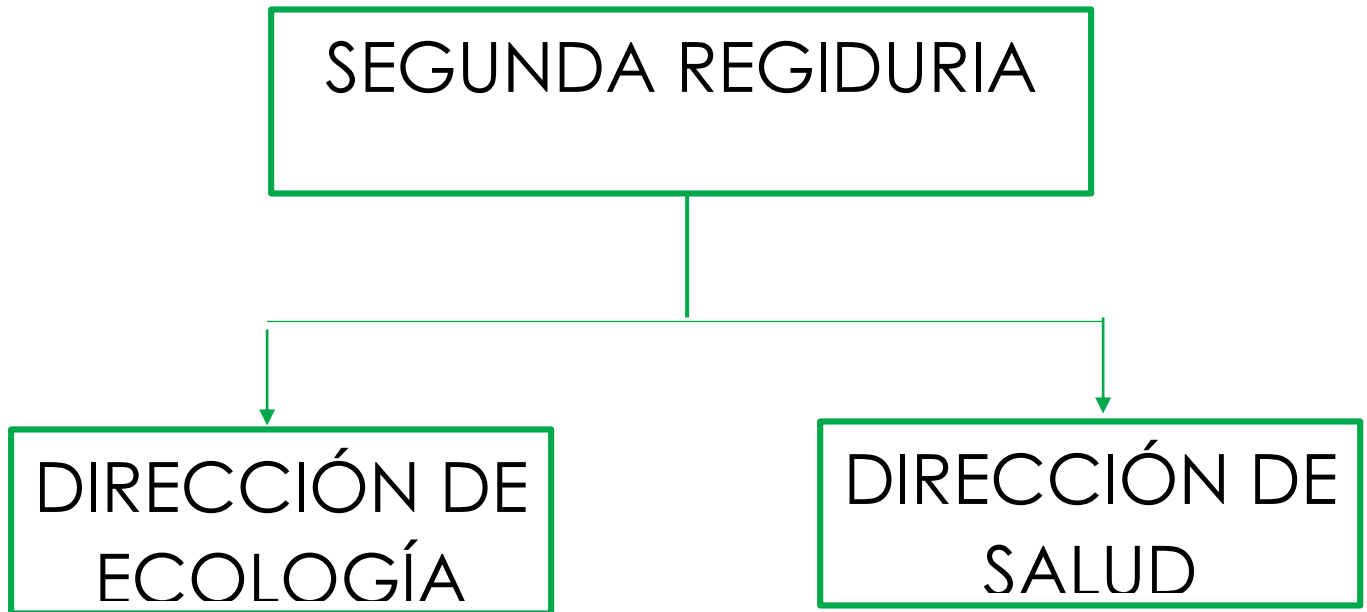 SEGUNDA REGIDURIA
DIRECCIÓN DE
ECOLOGÍA
DIRECCIÓN DE
SALUD